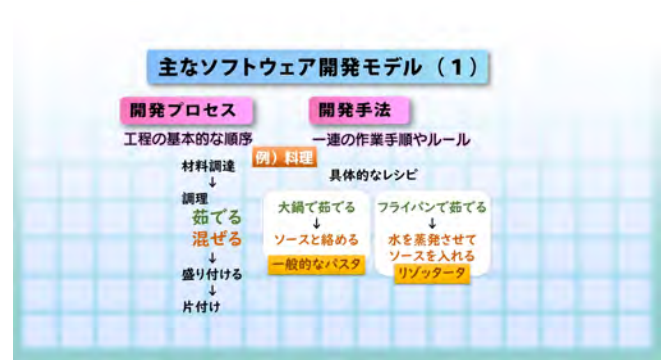 主なソフトウェア開発モデル（１）
開発プロセス
工程の基本的な順序
例）料理
材料調達
↓
調理
茹でる
混ぜる
↓
盛り付ける
↓
片付け
開発手法
一連の作業手順やルール
具体的なレシピ
大鍋で茹でる
↓
ソースと絡める
一般的なパスタ
フライパンで茹でる
↓
水を蒸発させて
ソースを入れる
リゾッタータ